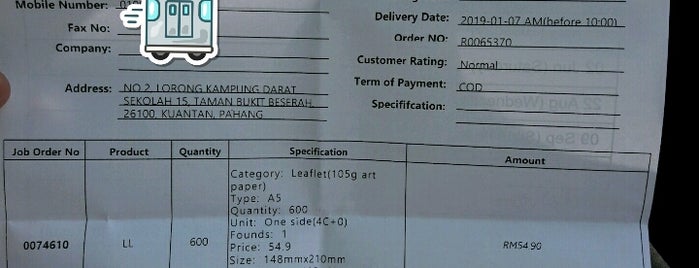 Mobile Number:
Fax No:
Company:
Address: NO 2, LORONG KAMPUNG DARAT
SEKOLAH 15, TAMAN BUKIT BESERAH,
26100, KUANTAN, PAHANG
Delivery Date: 2019-01-07 AM(before 10:00)
Order NO: R0065370
Customer Rating: Normal
Term of Payment: COD
Specifitcation:
Job Order No Product Quantity Specification Amount
0074610 LL 600 RM54.90
Category: Leaflet(105g art
paper)
Type: A5
Quantity: 600
Unit: One side(4C+0)
Founds: 1
Price: 54.9
Size: 148mmx210mm